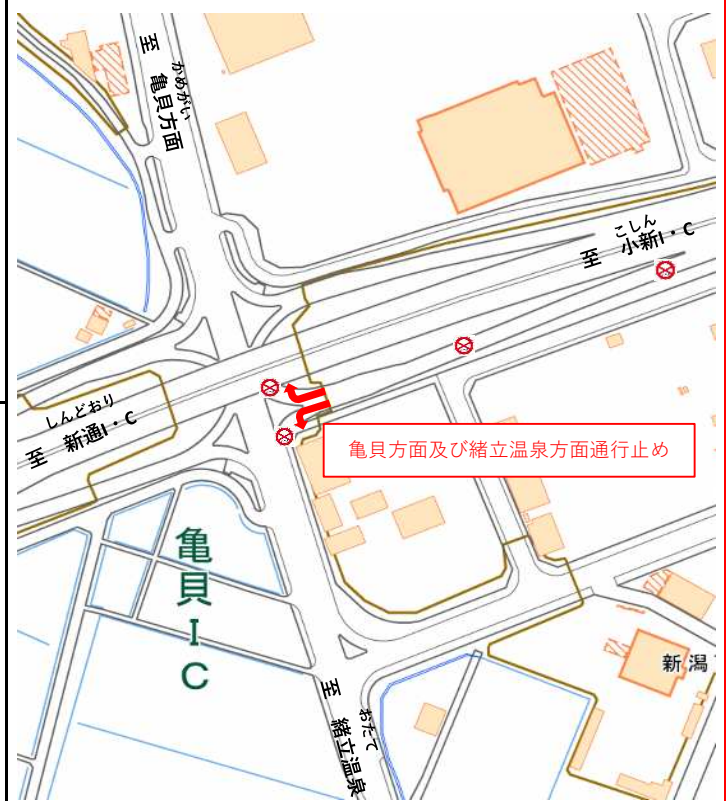 かめがい
至 亀貝方面
こしん
至 小新I・C
しんどおり
至 新通I・C
亀貝方面及び緒立温泉方面通行止め
亀貝IC
新潟
おたて
至 緒立温泉